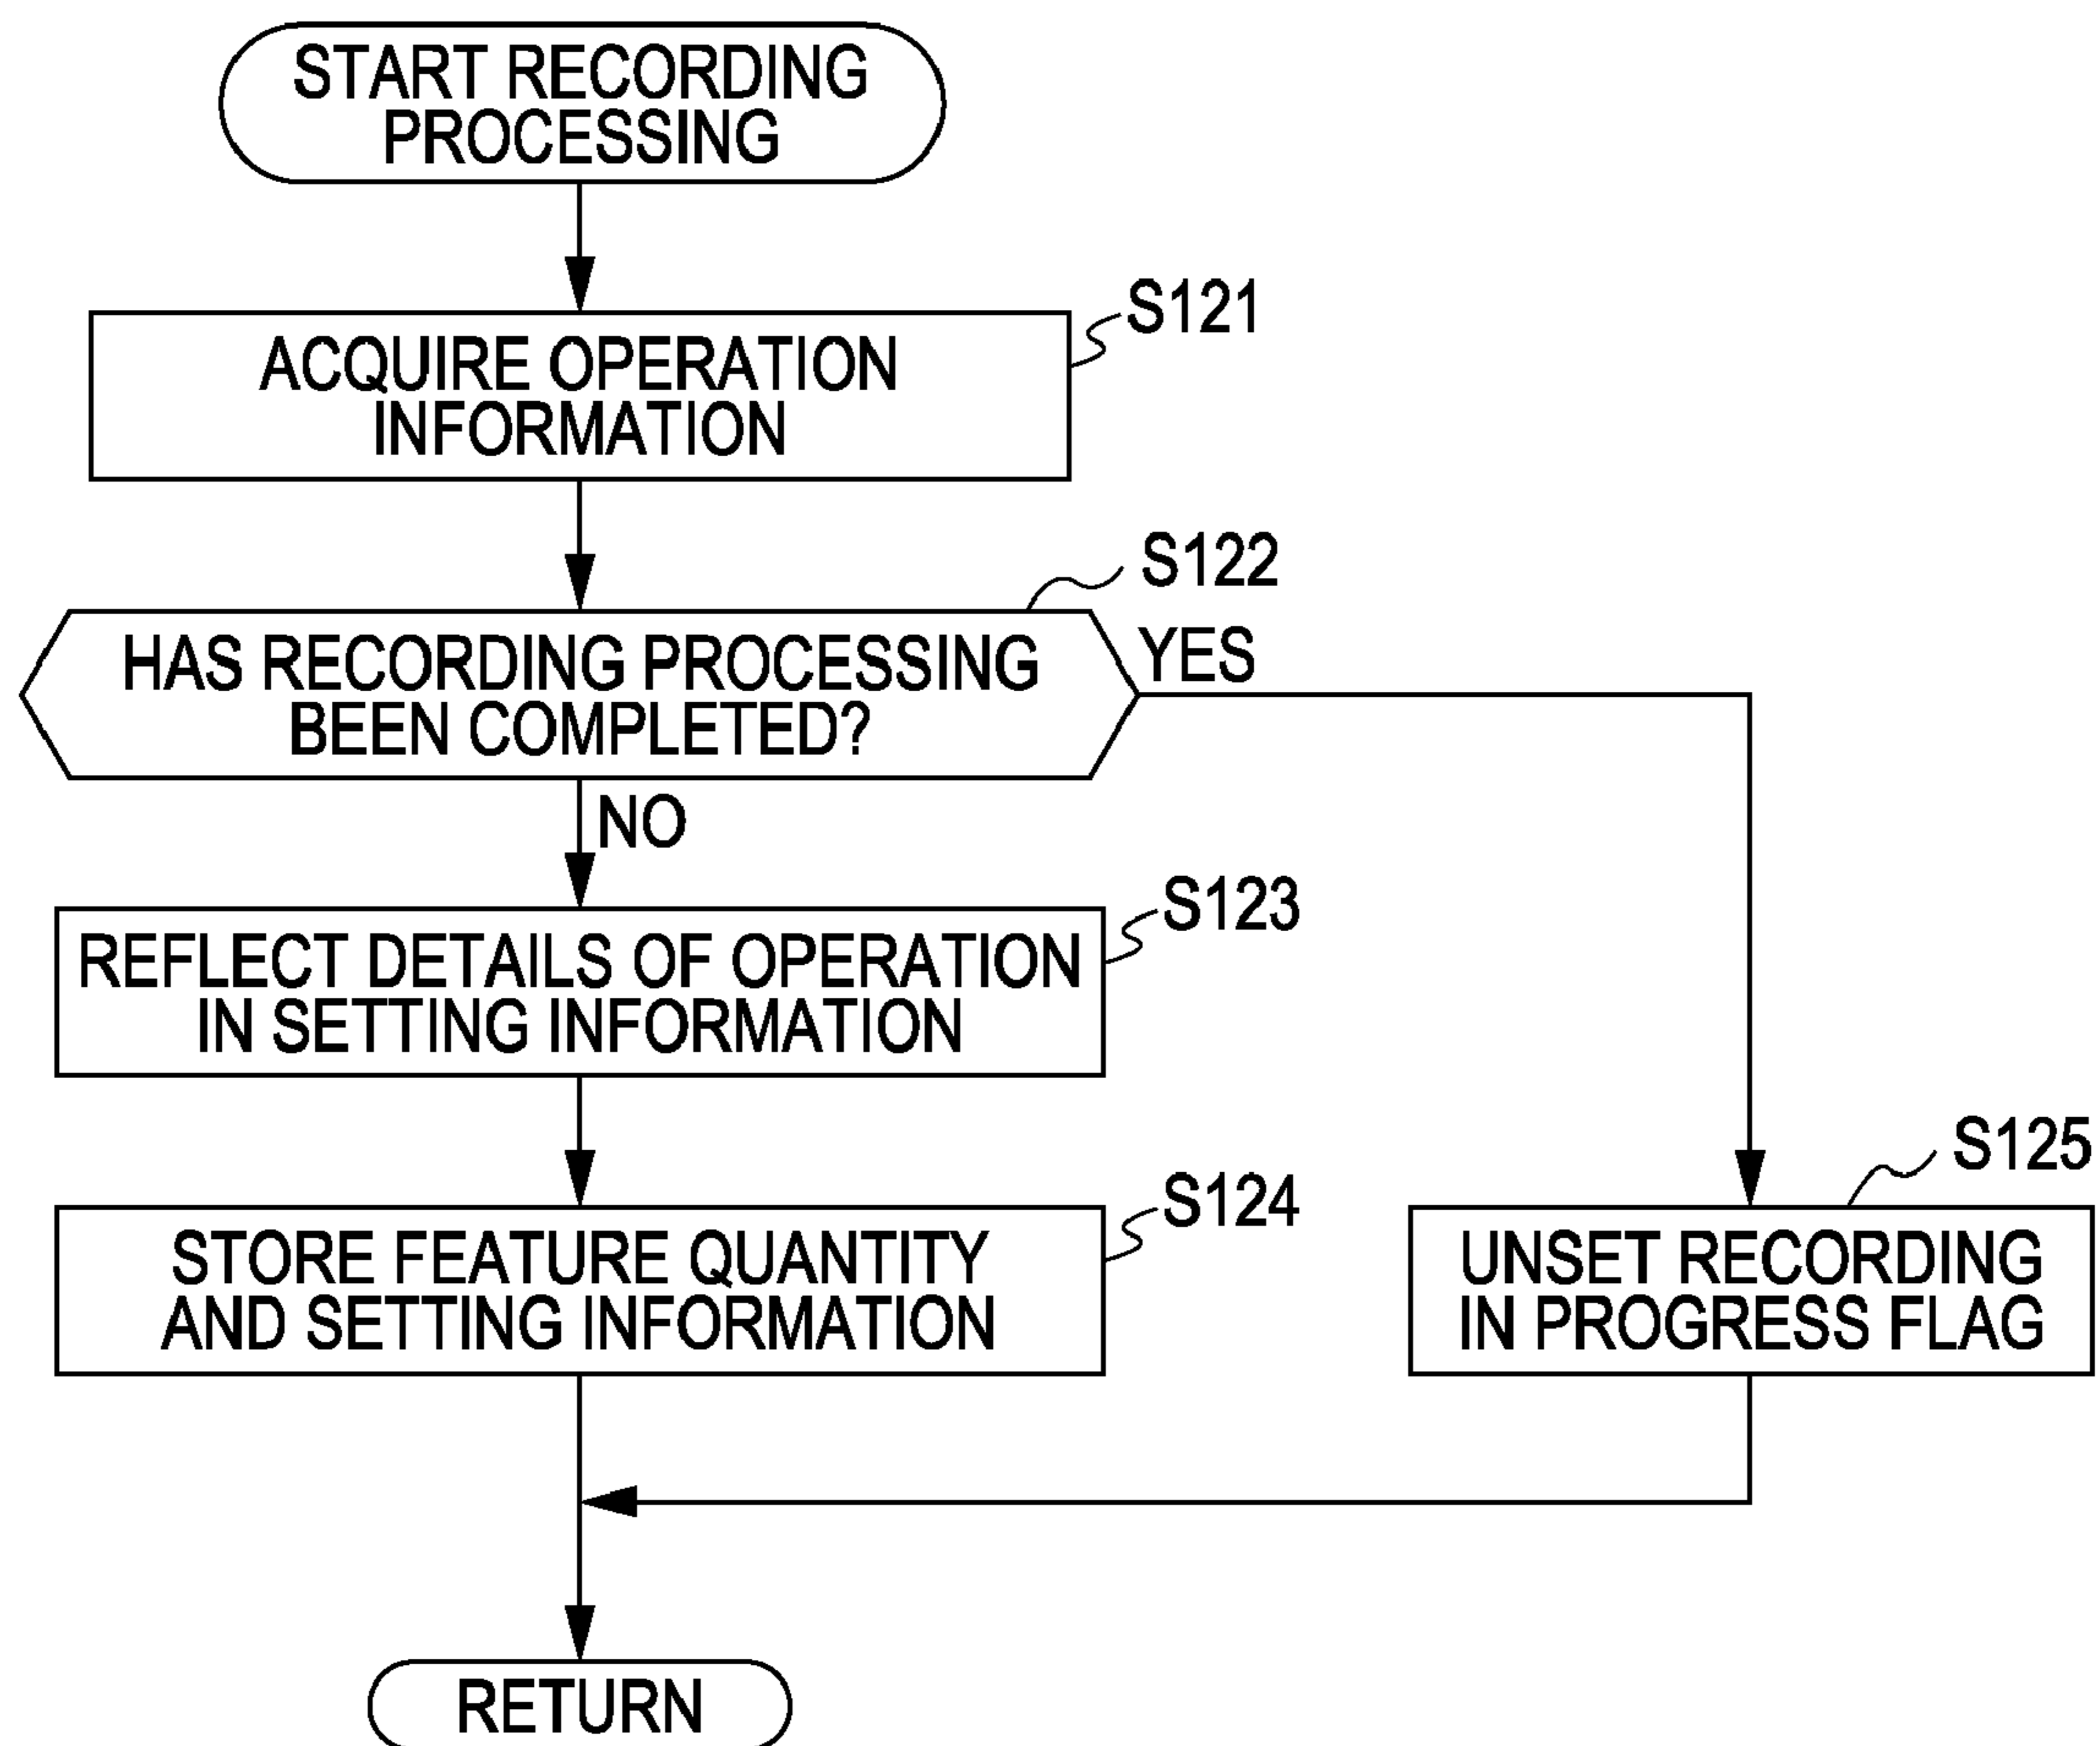 START RECORDING
PROCESSING
S121
ACQUIRE OPERATION
INFORMATION
S122
HAS RECORDING PROCESSING
BEEN COMPLETED?
YES
NO
S123
REFLECT DETAILS OF OPERATION
IN SETTING INFORMATION
S124
STORE FEATURE QUANTITY
AND SETTING INFORMATION
S125
UNSET RECORDING
IN PROGRESS FLAG
RETURN